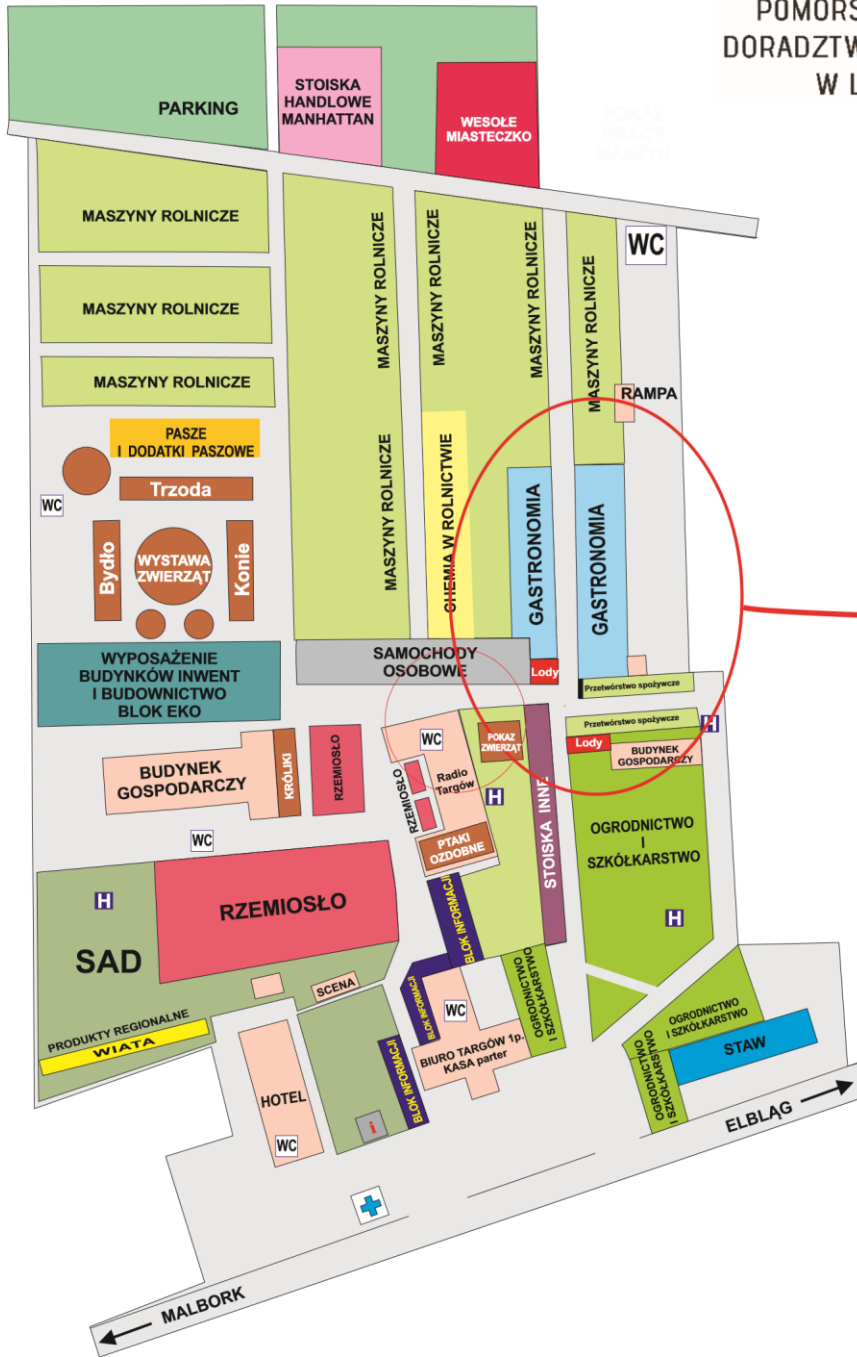 POMORS
DORADZTW
W L
PARKING
STOISKA
HANDLOWE
MANHATTAN
WESOŁE
MIASTECZKO
MASZYNY ROLNICZE
MASZYNY ROLNICZE
MASZYNY ROLNICZE
MASZYNY ROLNICZE
MASZYNY ROLNICZE
MASZYNY ROLNICZE
MASZYNY ROLNICZE
WC
MASZYNY ROLNICZE
RAMPA
PASZE
I DODATKI PASZOWE
WC
Trzoda
Bydło
WYSTAWA
ZWIERZĄT
Konie
CHEMIA W ROLNICTWIE
GASTRONOMIA
GASTRONOMIA
WYPOSAŻENIE
BUDYNKÓW INWENT
I BUDOWNICTWO
BLOK EKO
SAMOCHODY
OSOBOWE
Lody
Przetwórstwo spożywcze
Przetwórstwo spożywcze
H
Lody
BUDYNEK
GOSPODARCZY
BUDYNEK
GOSPODARCZY
KRÓLIKI
RZEMIOSŁO
WC
POKAZ
ZWIERZĄT
Radio
Targów
RZEMIOSŁO
H
PTAKI
OZDOBNE
STOISKA INNE
OGRODNICTWO
I
SZKÓŁKARSTWO
H
WC
H
RZEMIOSŁO
SAD
BLOK INFORMACJI
SCENA
PRODUKTY REGIONALNE
WIATA
BLOK INFORMACJI
WC
OGRODNICTWO
I SZKÓŁKARSTWO
BIURO TARGÓW 1p.
KASA parter
BLOK INFORMACJI
HOTEL
WC
i
OGRODNICTWO
I SZKÓŁKARSTWO
STAW
OGRODNICTWO
I SZKÓŁKARSTWO
ELBLĄG
MALBORK